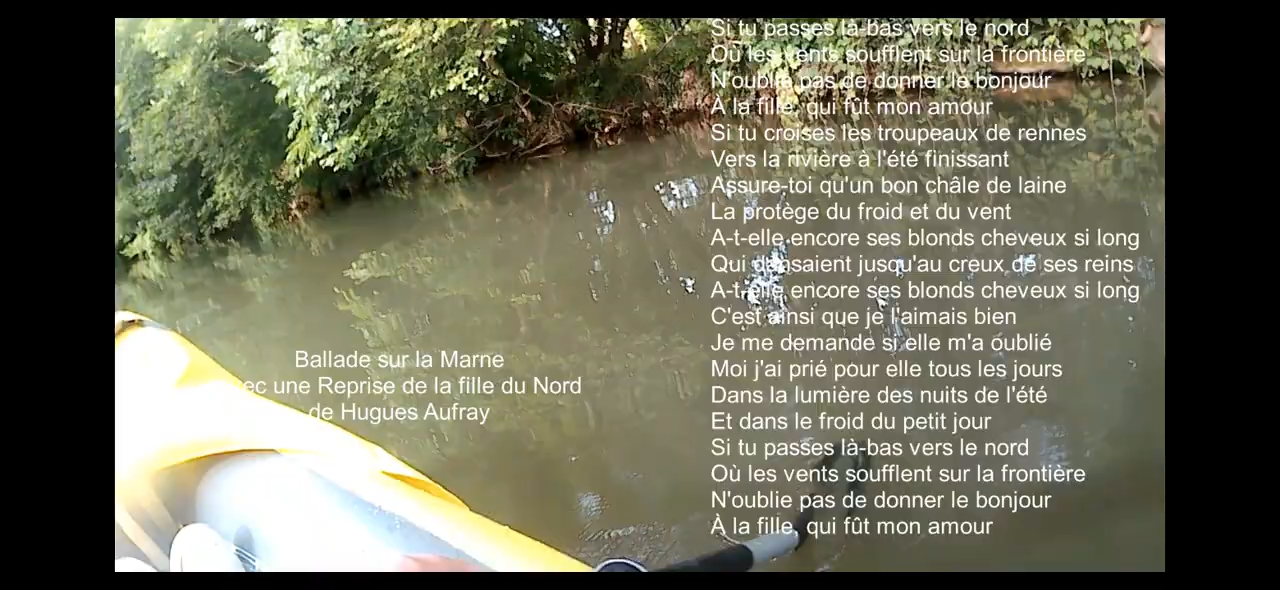 Ballade sur la Marne
ec une Reprise de la fille du Nord
de Hugues Aufray
Si tu passes là-bas vers le nord
Où les vents soufflent sur la frontière
N'oublie pas de donner le bonjour
À la fille, qui fût mon amour
Si tu croises les troupeaux de rennes
Vers la rivière à l'été finissant
Assure-toi qu'un bon châle de laine
La protège du froid et du vent
A-t-elle encore ses blonds cheveux si long
Qui dansaient jusqu'au creux de ses reins
A-t-elle encore ses blonds cheveux si long
C'est ainsi que je l'aimais bien
Je me demande si elle m'a oublié
Moi j'ai prié pour elle tous les jours
Dans la lumière des nuits de l'été
Et dans le froid du petit jour
Si tu passes là-bas vers le nord
Où les vents soufflent sur la frontière
N'oublie pas de donner le bonjour
À la fille, qui fût mon amour